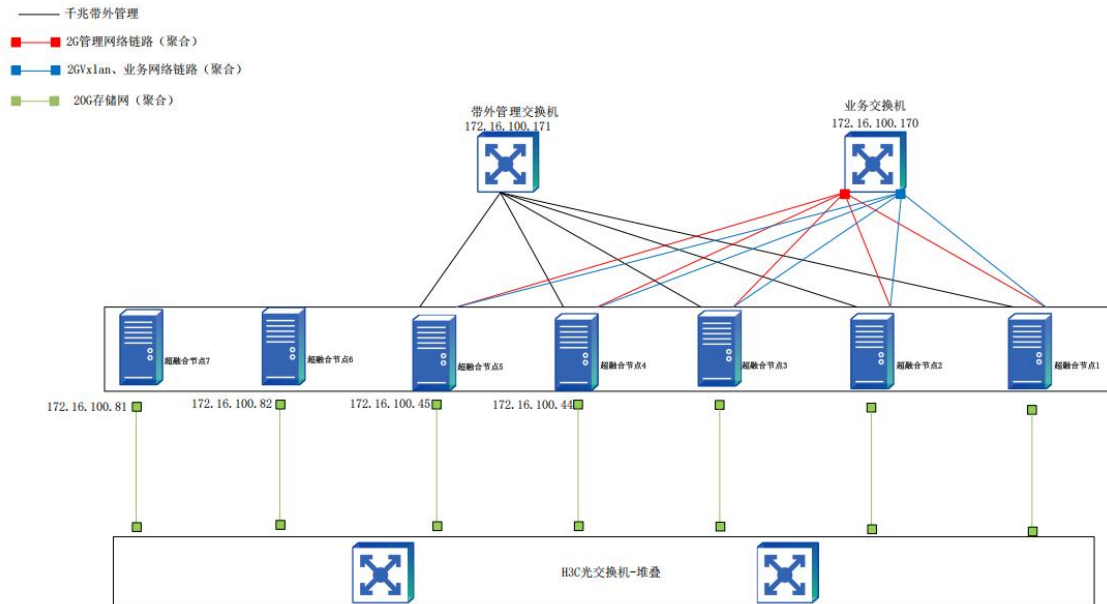 千兆带外管理
2G管理网络链路（聚合）
2GVxlan、业务网络链路（聚合）
20G存储网（聚合）
带外管理交换机
172.16.100.171
业务交换机
172.16.100.170
超融合节点7
超融合节点6
超融合节点5
超融合节点4
超融合节点3
超融合节点2
超融合节点1
172.16.100.81
172.16.100.82
172.16.100.45
172.16.100.44
H3C光交换机-堆叠